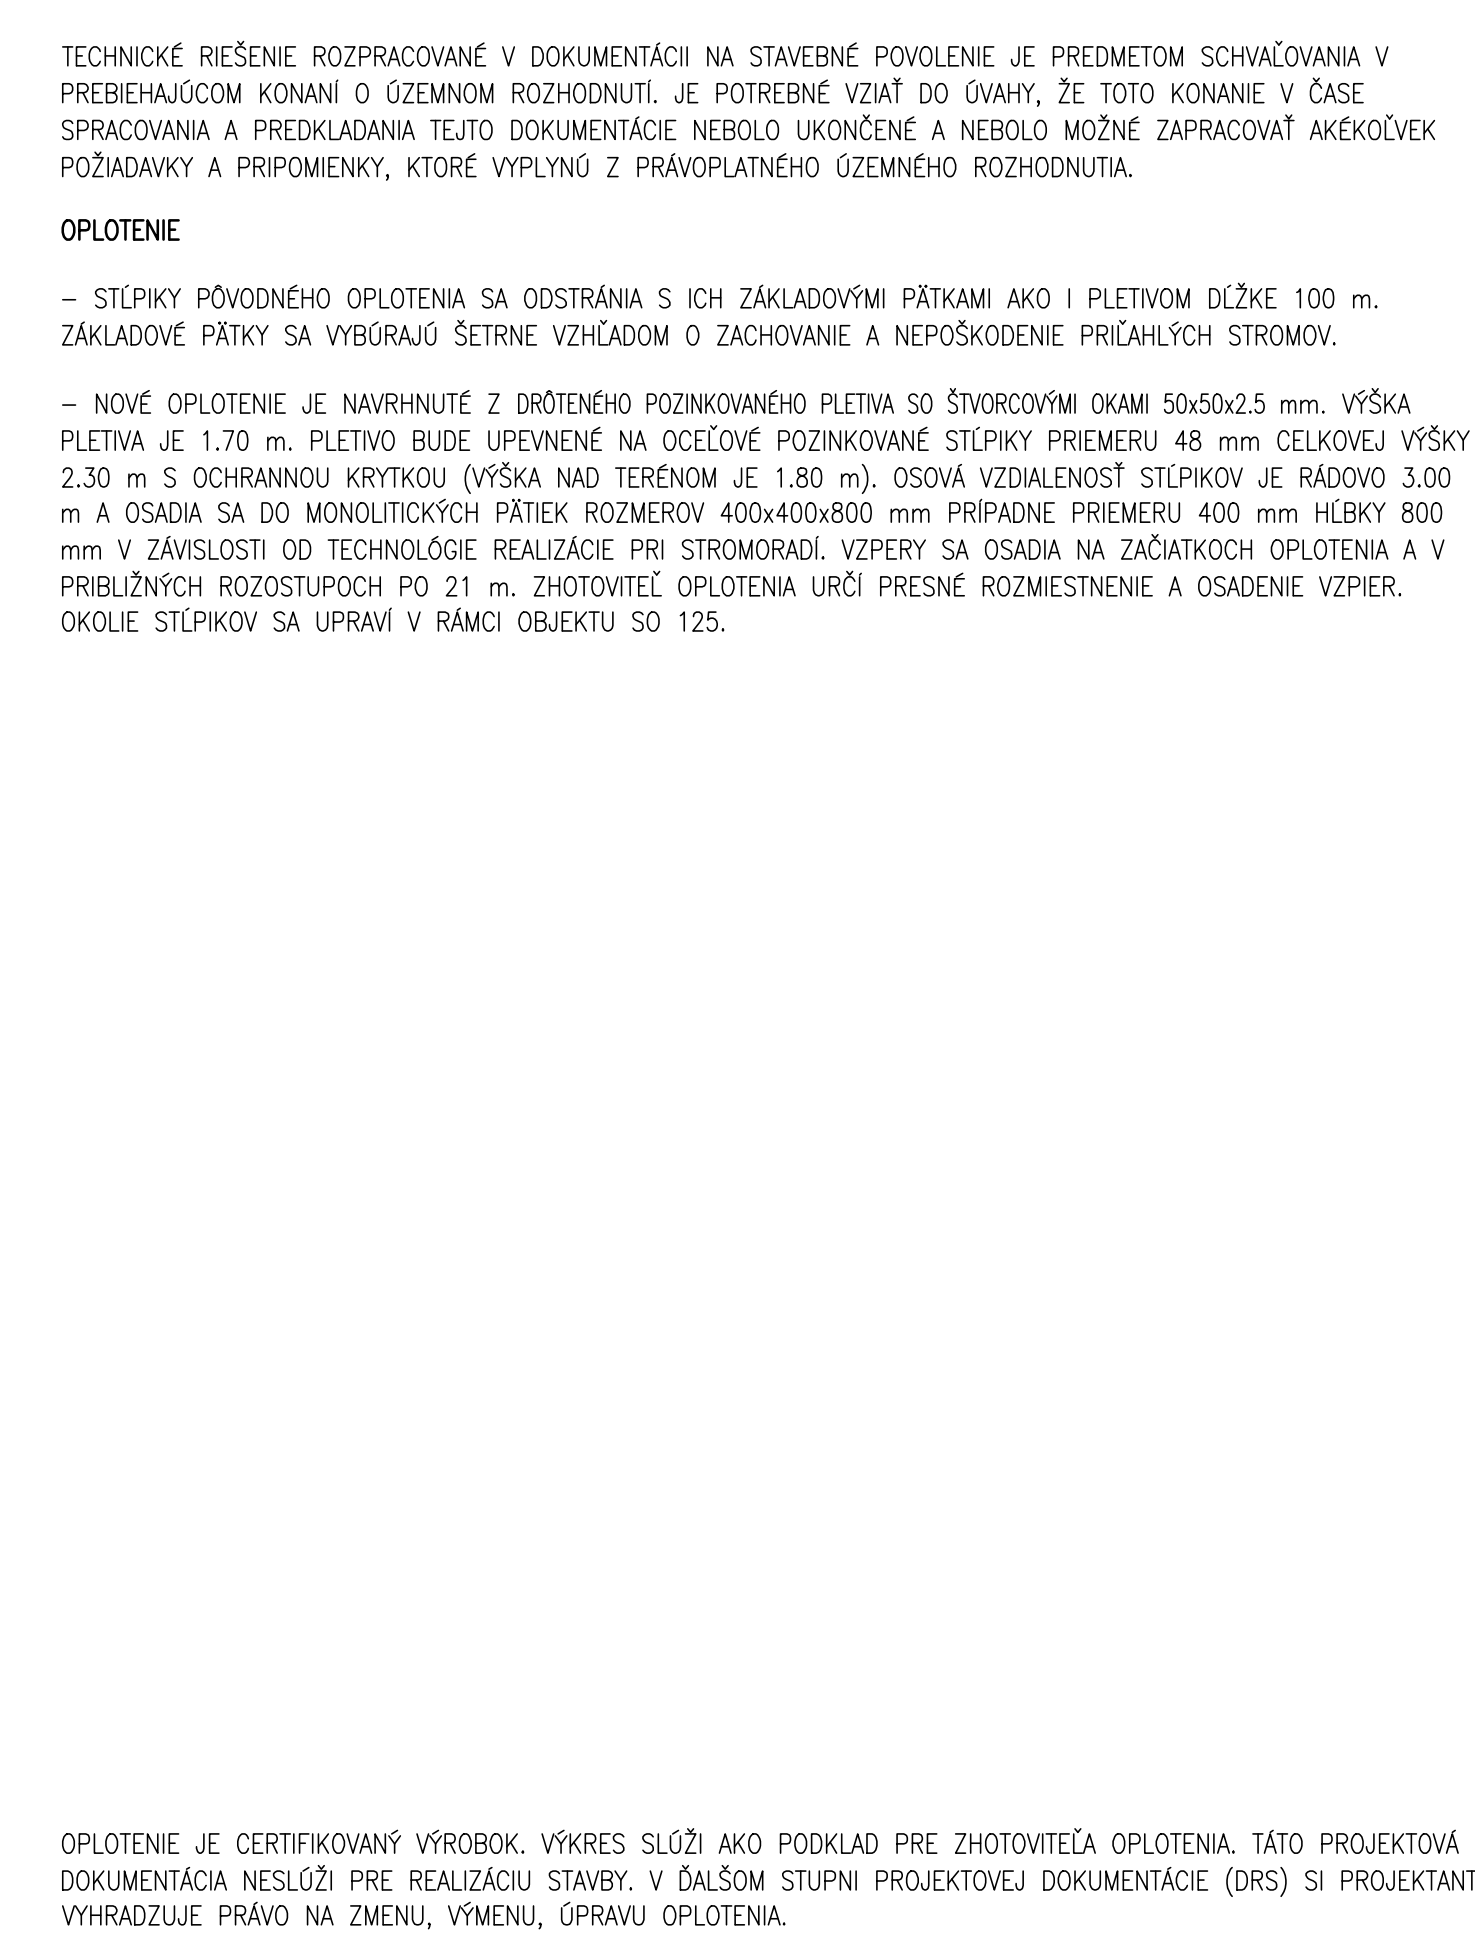 TECHNICKÉ RIEŠENIE ROZPRACOVANÉ V DOKUMENTÁCII NA STAVEBNÉ POVOLENIE JE PREDMETOM SCHVAĽOVANIA V
PREBIEHAJÚCOM KONANÍ O ÚZEMNOM ROZHODNUTÍ. JE POTREBNÉ VZIAŤ DO ÚVAHY, ŽE TOTO KONANIE V ČASE
SPRACOVANIA A PREDKLADANIA TEJTO DOKUMENTÁCIE NEBOLO UKONČENÉ A NEBOLO MOŽNÉ ZAPRACOVAŤ AKÉKOĽVEK
POŽIADAVKY A PRIPOMIENKY, KTORÉ VYPLYNÚ Z PRÁVOPLATNÉHO ÚZEMNÉHO ROZHODNUTIA.
OPLOTENIE
– STĹPIKY PÔVODNÉHO OPLOTENIA SA ODSTRÁNIA S ICH ZÁKLADOVÝMI PÄTKAMI AKO I PLETIVOM DĹŽKE 100 m.
ZÁKLADOVÉ PÄTKY SA VYBÚRAJÚ ŠETRNE VZHĽADOM O ZACHOVANIE A NEPOŠKODENIE PRIĽAHLÝCH STROMOV.
– NOVÉ OPLOTENIE JE NAVRHNUTÉ Z DRÔTENÉHO POZINKOVANÉHO PLETIVA SO ŠTVORCOVÝMI OKAMI 50x50x2.5 mm. VÝŠKA
PLETIVA JE 1.70 m. PLETIVO BUDE UPEVNENÉ NA OCEĽOVÉ POZINKOVANÉ STĹPIKY PRIEMERU 48 mm CELKOVEJ VÝŠKY
2.30 m S OCHRANNOU KRYTKOU (VÝŠKA NAD TERÉNOM JE 1.80 m). OSOVÁ VZDIALENOSŤ STĹPIKOV JE RÁDOVO 3.00
m A OSADIA SA DO MONOLITICKÝCH PÄTIEK ROZMEROV 400x400x800 mm PRÍPADNE PRIEMERU 400 mm HĹBKY 800
mm V ZÁVISLOSTI OD TECHNOLÓGIE REALIZÁCIE PRI STROMORADÍ. VZPERY SA OSADIA NA ZAČIATKOCH OPLOTENIA A V
PRIBLIŽNÝCH ROZOSTUPOCH PO 21 m. ZHOTOVITEĽ OPLOTENIA URČÍ PRESNÉ ROZMIESTNENIE A OSADENIE VZPIER.
OKOLIE STĹPIKOV SA UPRAVÍ V RÁMCI OBJEKTU SO 125.
OPLOTENIE JE CERTIFIKOVANÝ VÝROBOK. VÝKRES SLÚŽI AKO PODKLAD PRE ZHOTOVITEĽA OPLOTENIA. TÁTO PROJEKTOVÁ
DOKUMENTÁCIA NESLÚŽI PRE REALIZÁCIU STAVBY. V ĎALŠOM STUPNI PROJEKTOVEJ DOKUMENTÁCIE (DRS) SI PROJEKTANT
VYHRADZUJE PRÁVO NA ZMENU, VÝMENU, ÚPRAVU OPLOTENIA.